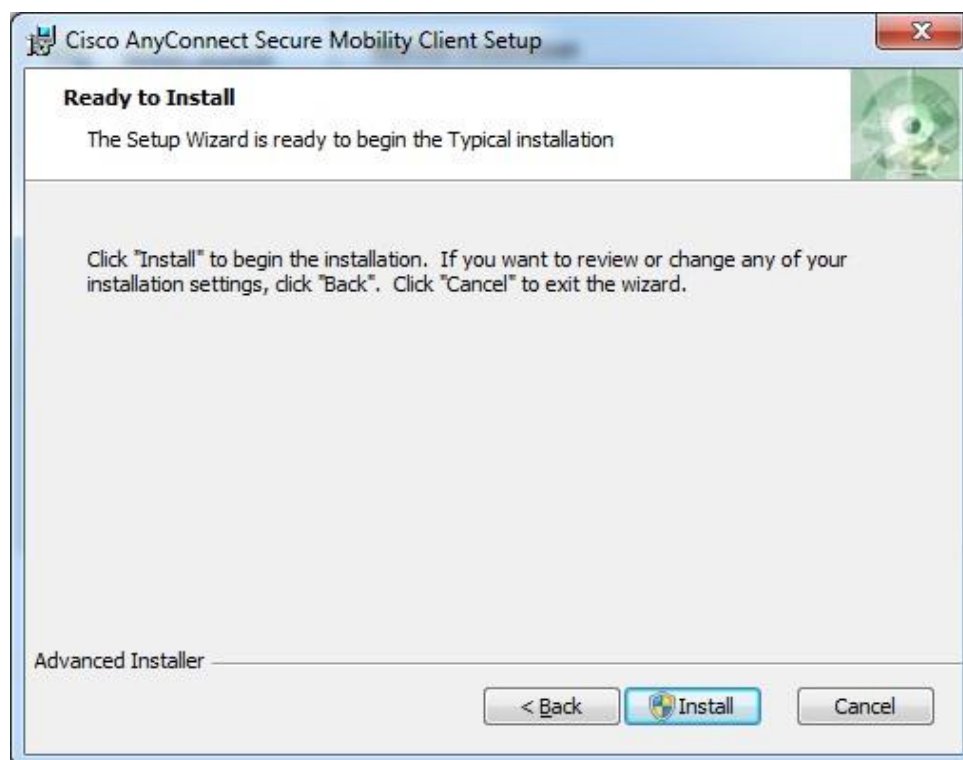 Cisco AnyConnect Secure Mobility Client Setup
Ready to Install
The Setup Wizard is ready to begin the Typical installation
Click "Install" to begin the installation.  If you want to review or change any of your
installation settings, click "Back".  Click "Cancel" to exit the wizard.
Advanced Installer
< Back
Install
Cancel